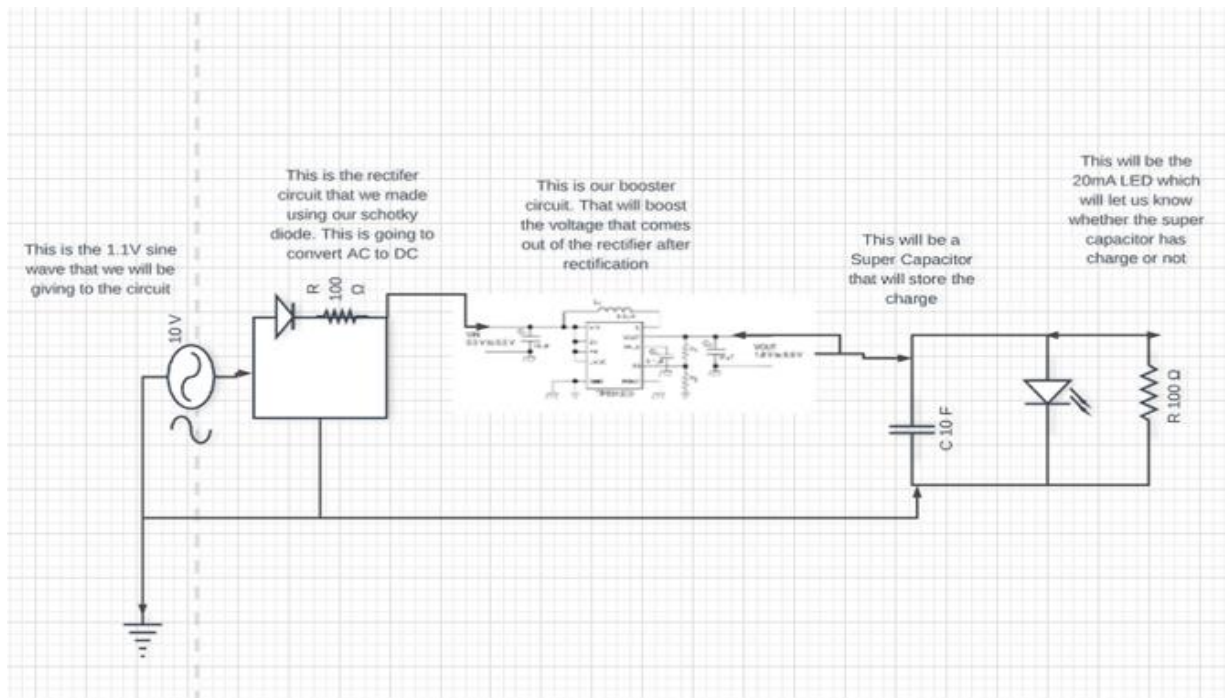 This will be the
20mA LED which
will let us know
whether the super
capacitor has
charge or not
This is the rectifer
circuit that we made
using our schotky
diode. This is going to
convert AC to DC
This is our booster
circuit. That will boost
the voltage that comes
out of the rectifier after
rectification
This is the 1.1V sine
wave that we will be
giving to the circuit
This will be a
Super Capacitor
that will store the
charge
R
100
Ω
10 V
VIN
VOUT
C 10 F
R 100 Ω